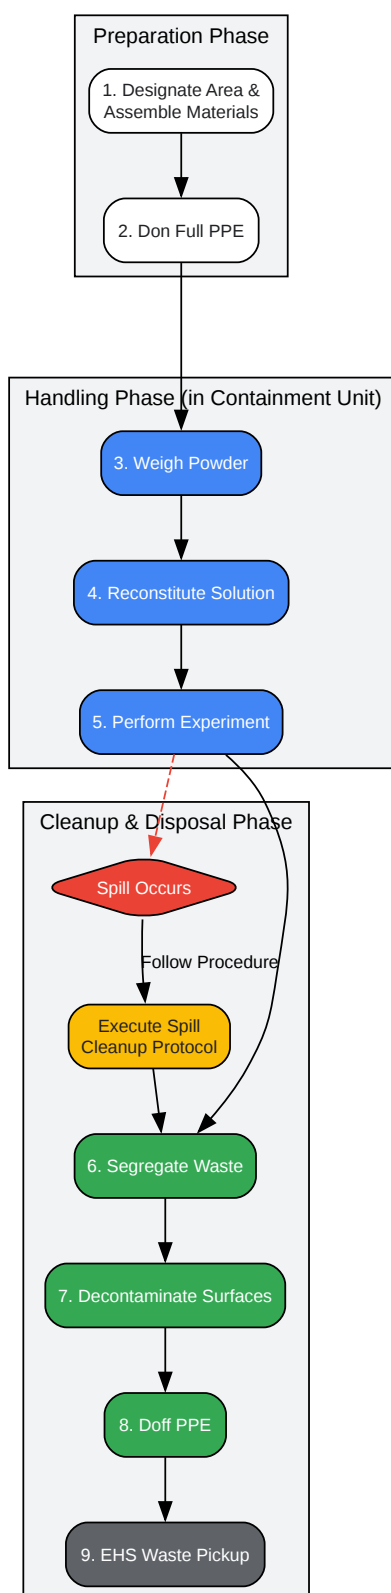 Preparation Phase
1. Designate Area &
Assemble Materials
2. Don Full PPE
Handling Phase (in Containment Unit)
3. Weigh Powder
4. Reconstitute Solution
5. Perform Experiment
Cleanup & Disposal Phase
Spill Occurs
Follow Procedure
Execute Spill
Cleanup Protocol
6. Segregate Waste
7. Decontaminate Surfaces
8. Doff PPE
9. EHS Waste Pickup